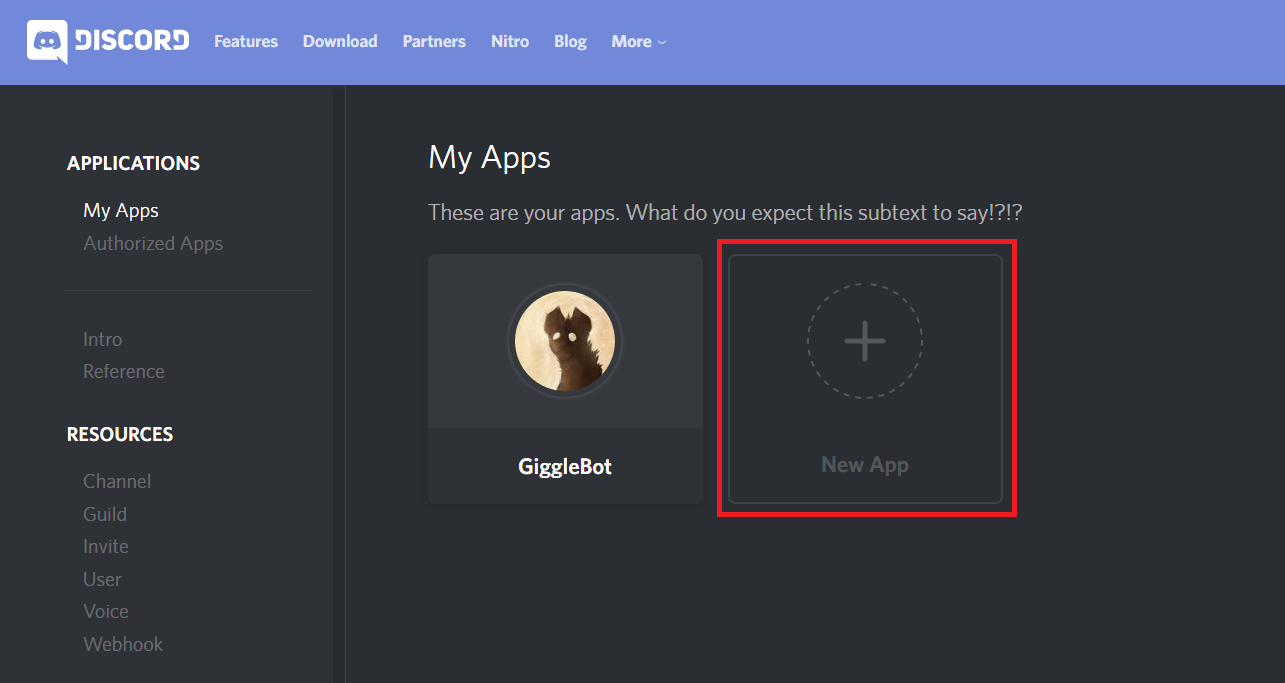 DISCORD Features Download Partners Nitro Blog More
APPLICATIONS
My Apps
Authorized Apps
Intro
Reference
RESOURCES
Channel
Guild
Invite
User
Voice
Webhook
My Apps
These are your apps. What do you expect this subtext to say!?!?
GiggleBot
New App